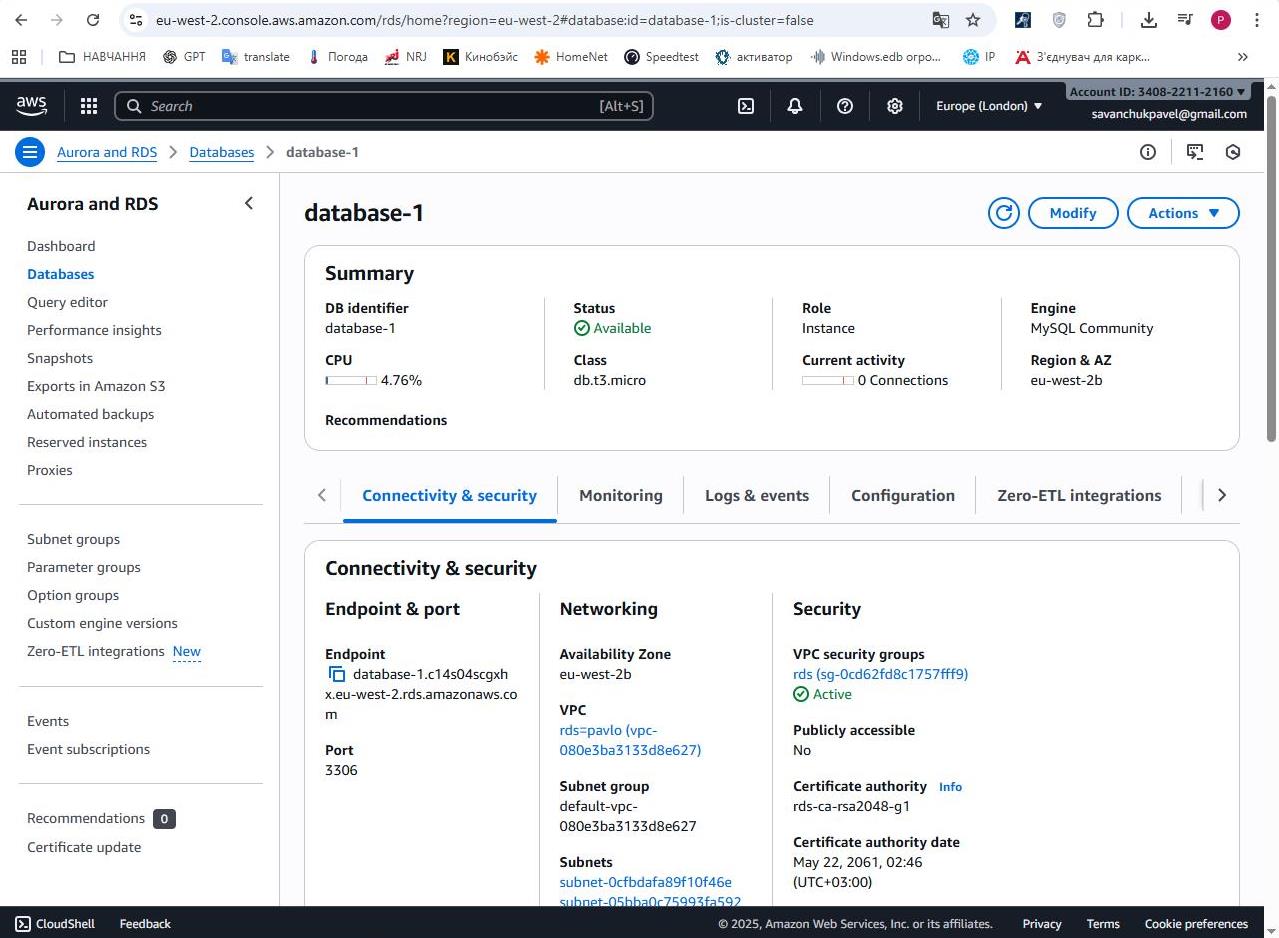 eu-west-2.console.aws.amazon.com/rds/home?region=eu-west-2#database:id=database-1;is-cluster=false
P
НАВЧАННЯ
GPT
translate
Погода
NRJ
Кинобэйс
HomeNet
Speedtest
активатор
Windows.edb огро...
IP
З'єднувач для карк...
aws
Search
[Alt+S]
Europe (London)
Account ID: 3408-2211-2160
savanchukpavel@gmail.com
Aurora and RDS
Databases
database-1
Aurora and RDS
Dashboard
Databases
Query editor
Performance insights
Snapshots
Exports in Amazon S3
Automated backups
Reserved instances
Proxies
Subnet groups
Parameter groups
Option groups
Custom engine versions
Zero-ETL integrations New
Events
Event subscriptions
Recommendations 0
Certificate update
database-1
Modify
Actions
Summary
DB identifier
database-1
Status
Available
Role
Instance
Engine
MySQL Community
CPU
4.76%
Class
db.t3.micro
Current activity
0 Connections
Region & AZ
eu-west-2b
Recommendations
Connectivity & security
Monitoring
Logs & events
Configuration
Zero-ETL integrations
Connectivity & security
Endpoint & port
Endpoint
database-1.c14s04scgxh
x.eu-west-2.rds.amazonaws.co
m
Port
3306
Networking
Availability Zone
eu-west-2b
VPC
rds=pavlo (vpc-
080e3ba3133d8e627)
Subnet group
default-vpc-
080e3ba3133d8e627
Subnets
subnet-0cfbdafa89f10f46e
subnet-05bba0c75993fa592
Security
VPC security groups
rds (sg-0cd62fd8c1757fff9)
Active
Publicly accessible
No
Certificate authority Info
rds-ca-rsa2048-g1
Certificate authority date
May 22, 2061, 02:46
(UTC+03:00)
CloudShell
Feedback
© 2025, Amazon Web Services, Inc. or its affiliates.
Privacy
Terms
Cookie preferences